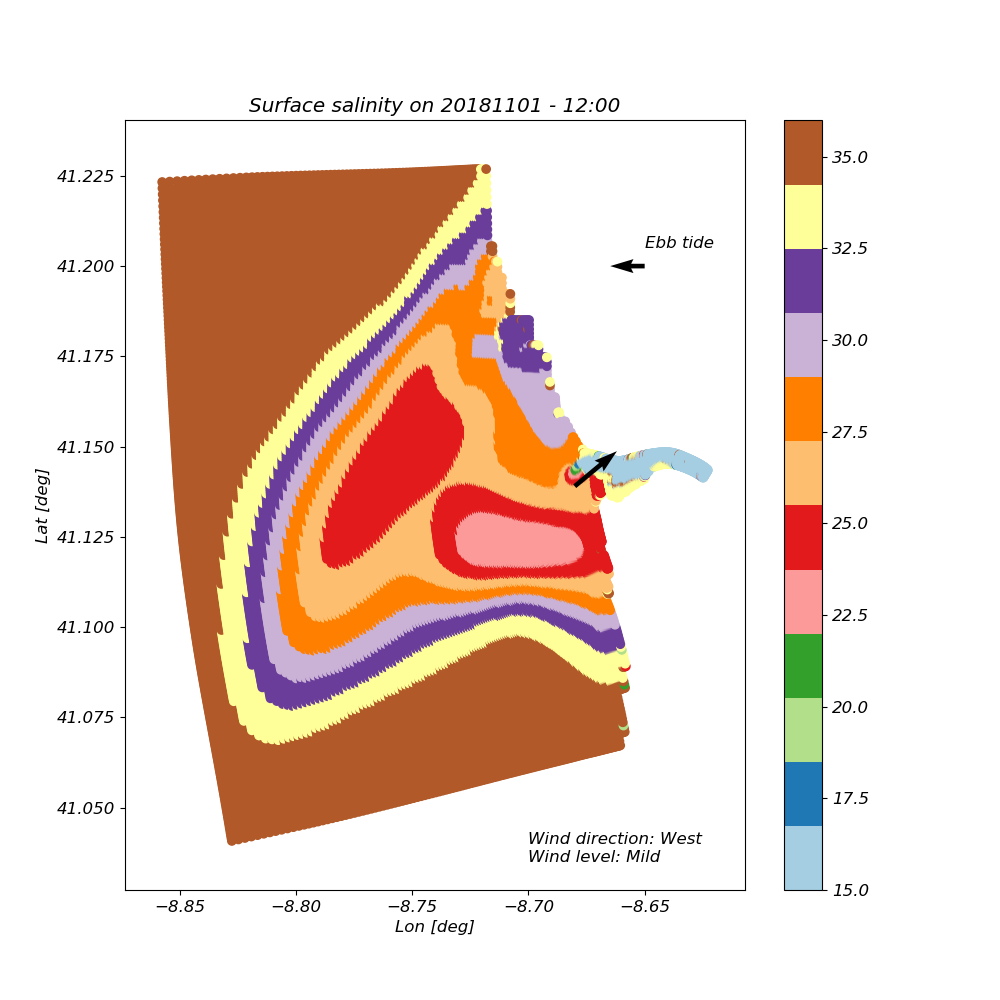 Surface salinity on 20181101 - 12:00
41.225
41.200
41.175
41.150
41.125
41.100
41.075
41.050
Lat [deg]
Ebb tide
Wind direction: West
Wind level: Mild
−8.85 −8.80 −8.75 −8.70 −8.65
Lon [deg]
35.0
32.5
30.0
27.5
25.0
22.5
20.0
17.5
15.0